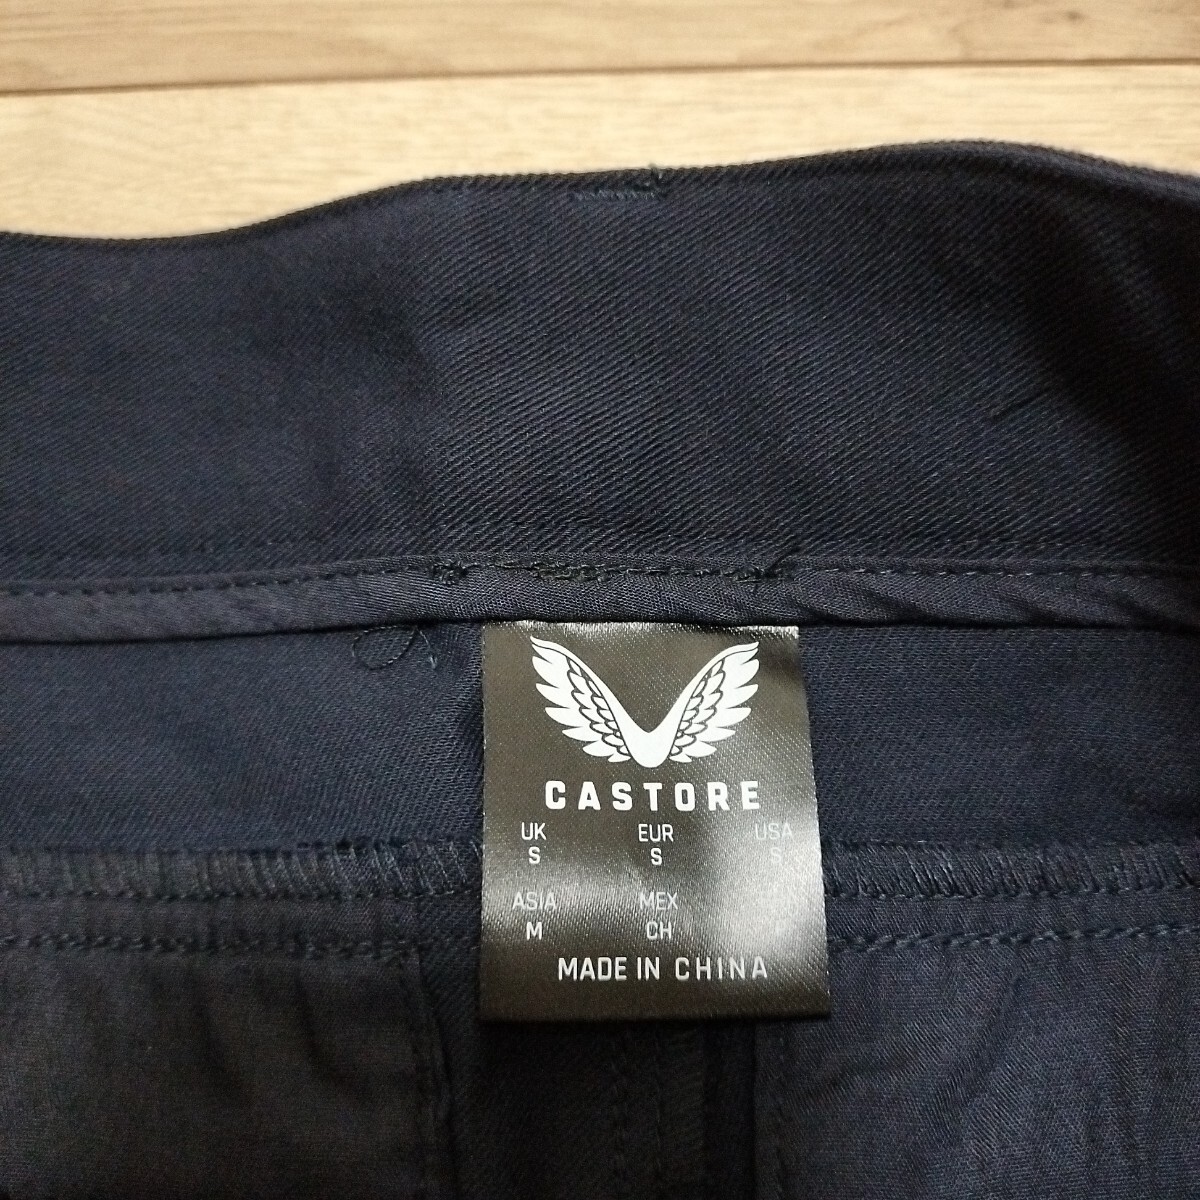 CASTORE
UK EUR USA
S S S
ASIA MEX
M CH
MADE IN CHINA